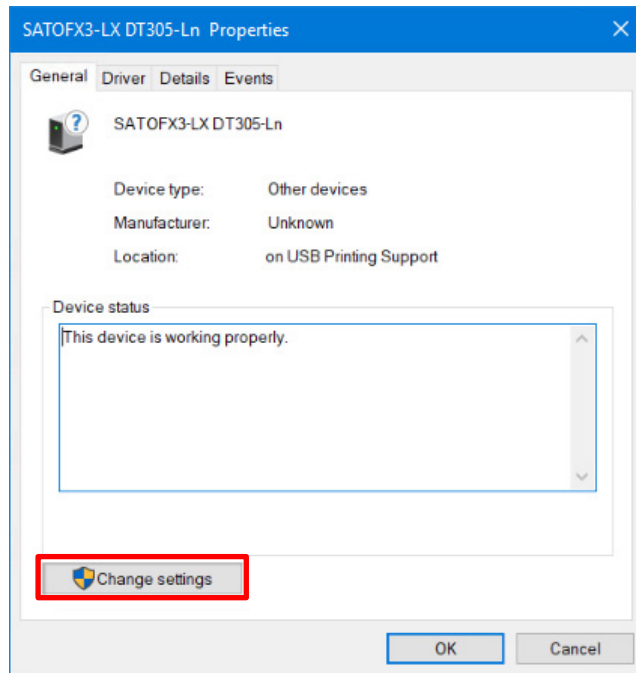 SATOFX3-LX DT305-Ln Properties
General Driver Details Events
SATOFX3-LX DT305-Ln
Device type: Other devices
Manufacturer: Unknown
Location: on USB Printing Support
Device status
This device is working properly.
Change settings
OK Cancel